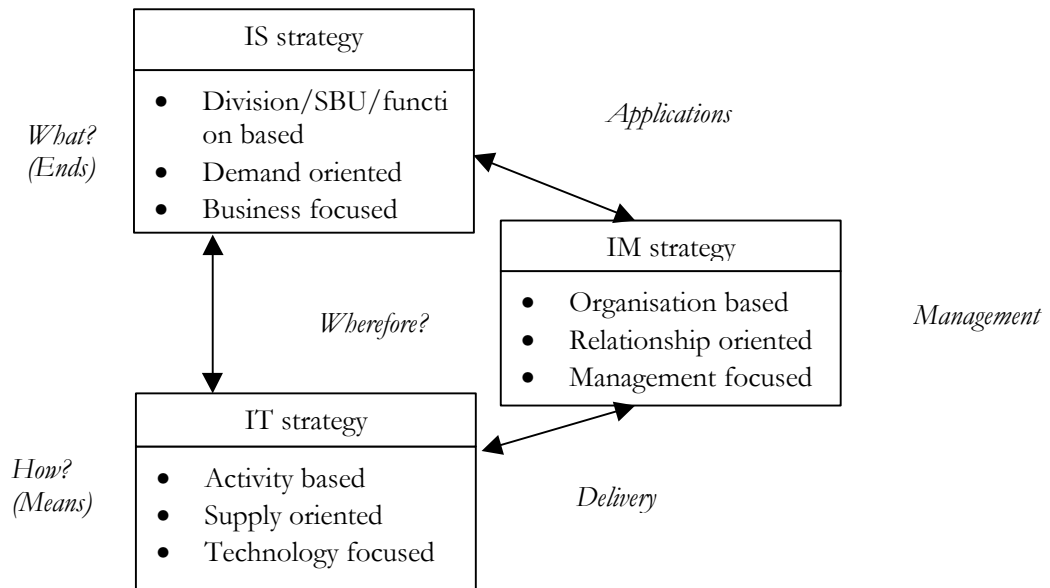 IS strategy
• Division/SBU/functi
on based
• Demand oriented
• Business focused
What?
(Ends)
Applications
IM strategy
• Organisation based
• Relationship oriented
• Management focused
Wherefore?
Management
IT strategy
• Activity based
• Supply oriented
• Technology focused
How?
(Means)
Delivery